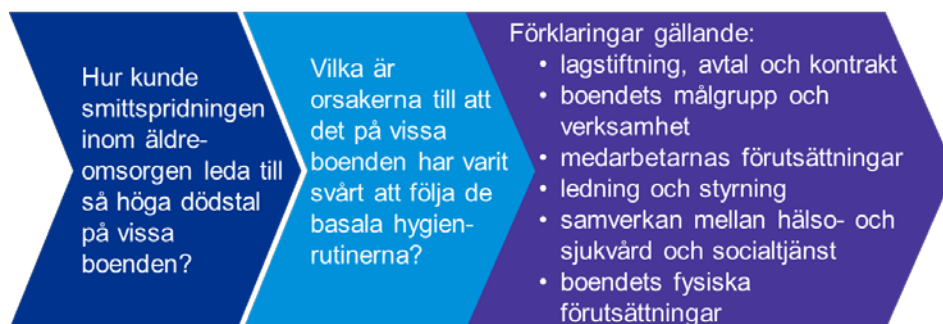 Hur kunde
smittspridningen
inom äldre-
omsorgen leda till
så höga dödstal
på vissa
boenden?
Vilka är
orsakerna till att
det på vissa
boenden har varit
svårt att följa de
basala hygien-
rutinerna?
Förklaringar gällande:
• lagstiftning, avtal och kontrakt
• boendets målgrupp och
verksamhet
• medarbetarnas förutsättningar
• ledning och styrning
• samverkan mellan hälso- och
sjukvård och socialtjänst
• boendets fysiska
förutsättningar